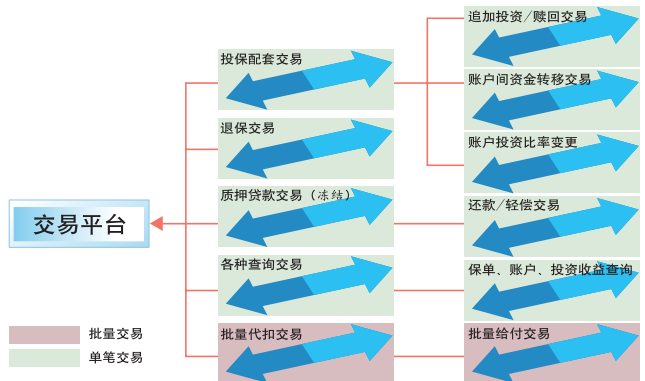 追加投资/赎回交易
投保配套交易
账户间资金转移交易
退保交易
账户投资比率变更
质押贷款交易（冻结）
还款/轻偿交易
交易平台
各种查询交易
保单、账户、投资收益查询
批量交易
批量代扣交易
批量给付交易
单笔交易